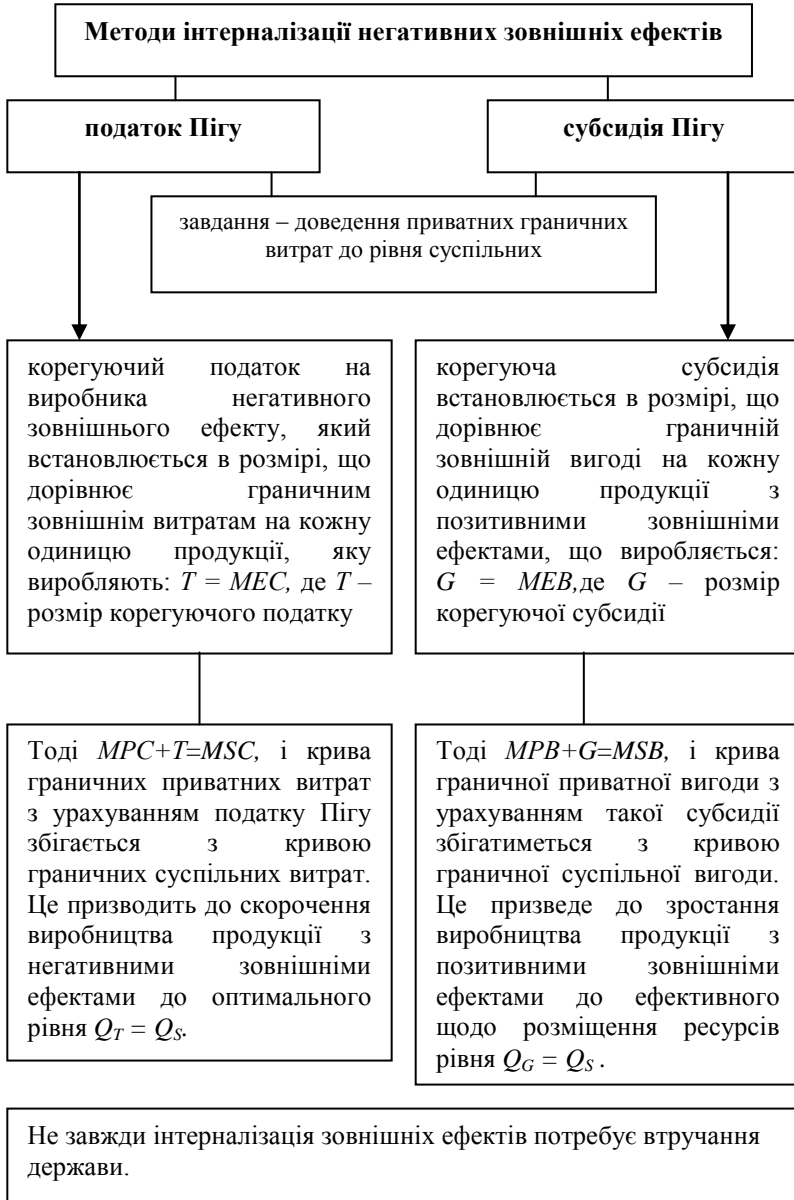 Методи інтерналізації негативних зовнішніх ефектів
податок Пігу
субсидія Пігу
завдання – доведення приватних граничних
витрат до рівня суспільних
корегуючий податок на
виробника негативного
зовнішнього ефекту, який
встановлюється в розмірі, що
дорівнює граничним
зовнішнім витратам на кожну
одиницю продукції, яку
виробляють: T = MEC, де T –
розмір корегуючого податку
корегуюча субсидія
встановлюється в розмірі, що
дорівнює граничній
зовнішній вигоді на кожну
одиницю продукції з
позитивними зовнішніми
ефектами, що виробляється:
G = MEB,де G – розмір
корегуючої субсидії
Тоді MPC+T=MSC, і крива
граничних приватних витрат
з урахуванням податку Пігу
збігається з кривою
граничних суспільних витрат.
Це призводить до скорочення
виробництва продукції з
негативними зовнішніми
ефектами до оптимального
рівня Q_T = Q_S.
Тоді MPB+G=MSB, і крива
граничної приватної вигоди з
урахуванням такої субсидії
збігатиметься з кривою
граничної суспільної вигоди.
Це призведе до зростання
виробництва продукції з
позитивними зовнішніми
ефектами до ефективного
щодо розміщення ресурсів
рівня Q_G = Q_S .
Не завжди інтерналізація зовнішніх ефектів потребує втручання
держави.